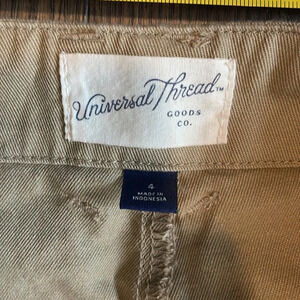 Universal Thread™
GOODS
CO.
4
MADE IN
INDONESIA